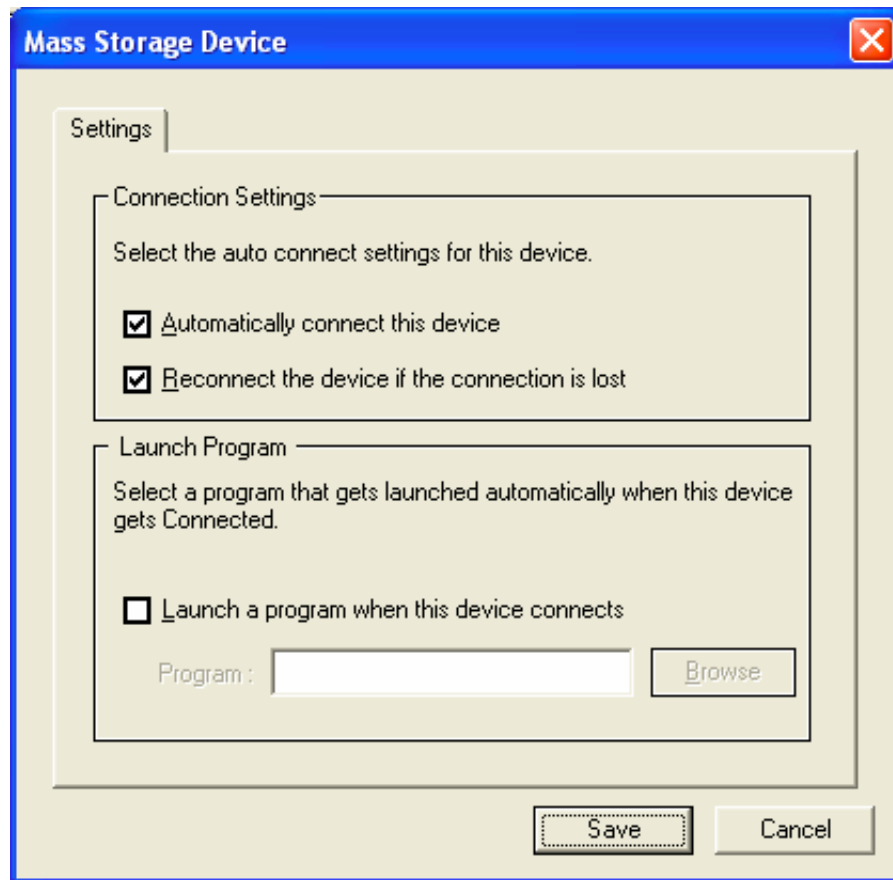 Mass Storage Device
Settings
Connection Settings
Select the auto connect settings for this device.
Automatically connect this device
Reconnect the device if the connection is lost
Launch Program
Select a program that gets launched automatically when this device
gets Connected.
Launch a program when this device connects
Program :
Browse
Save
Cancel